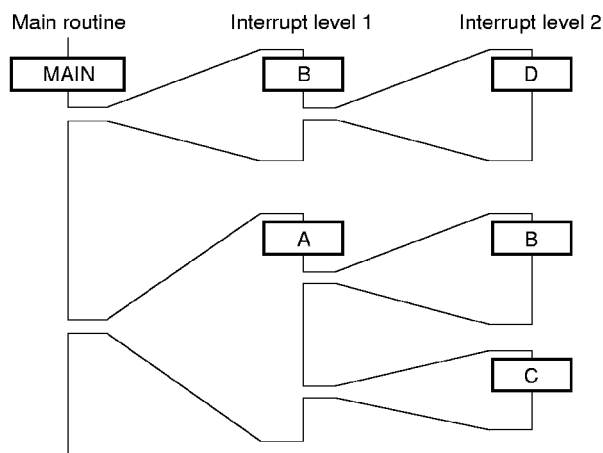 Main routine Interrupt level 1 Interrupt level 2
MAIN B D
A B
C